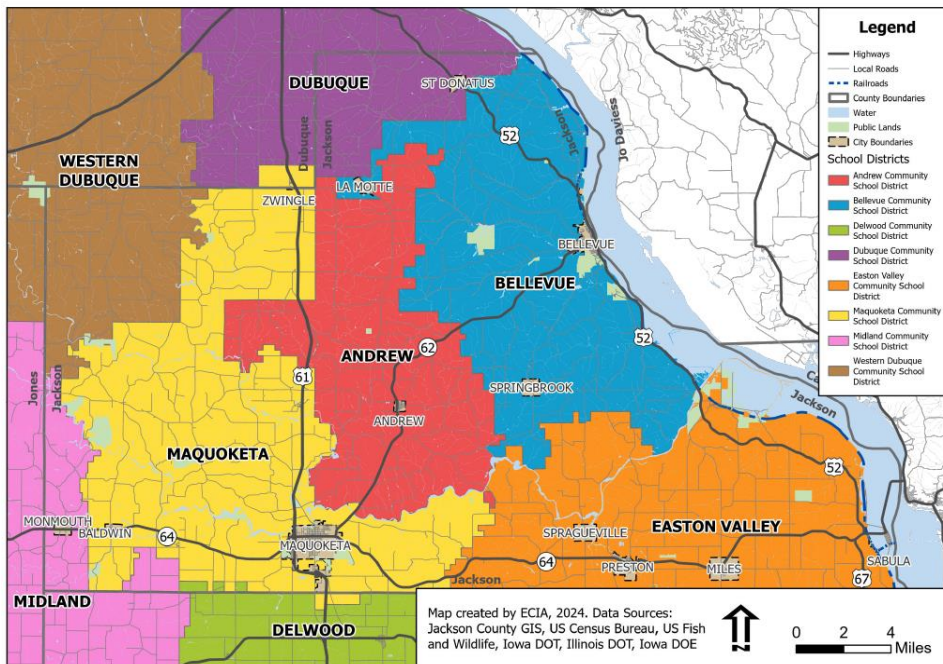 DUBUQUE
ST DONATUS
52
Jackson
Jo Daviess
WESTERN
DUBUQUE
Dubuque
Jackson
LA MOTTE
ZWINGLE
BELLEVUE
BELLEVUE
52
ANDREW
62
61
SPRINGBROOK
ANDREW
Jones
Jackson
Jackson
MAQUOKETA
52
MONMOUTH
BALDWIN
64
MAQUOKETA
SPRAGUEVILLE
EASTON VALLEY
64
PRESTON
MILES
SABULA
67
Jackson
MIDLAND
DELWOOD
Legend
Highways
Local Roads
Railroads
County Boundaries
Water
Public Lands
City Boundaries
School Districts
Andrew Community
School District
Bellevue Community
School District
Delwood Community
School District
Dubuque Community
School District
Easton Valley
Community School
District
Maquoketa Community
School District
Midland Community
School District
Western Dubuque
Community School
District
Map created by ECIA, 2024. Data Sources:
Jackson County GIS, US Census Bureau, US Fish
and Wildlife, Iowa DOT, Illinois DOT, Iowa DOE
N
0 2 4
Miles